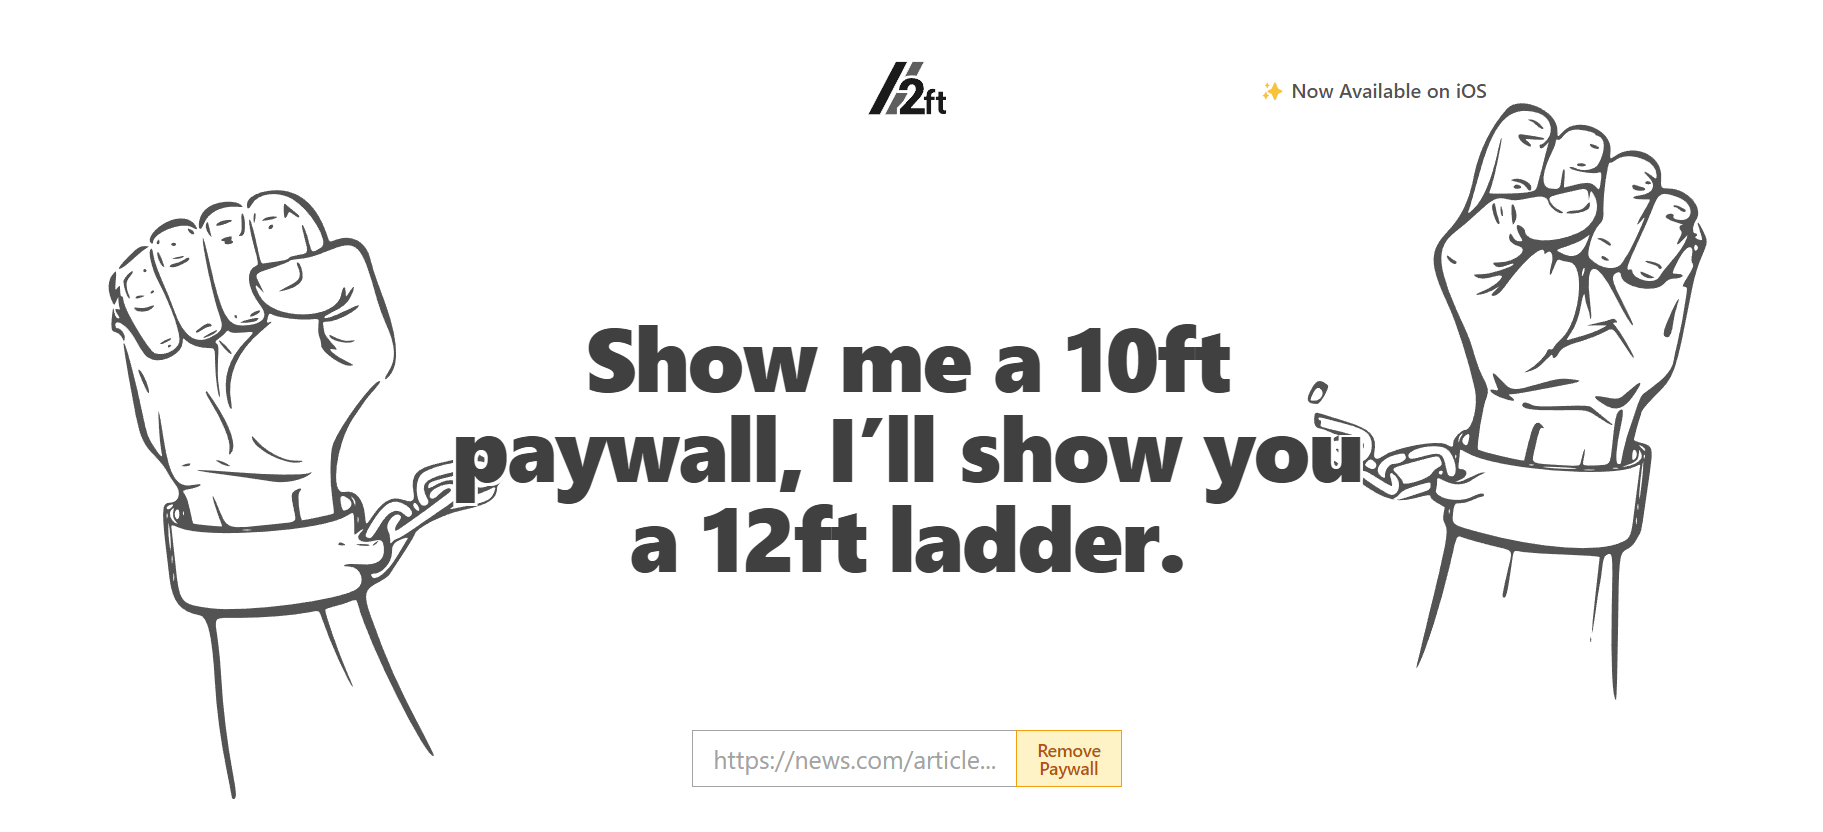 12ft
✨ Now Available on iOS
Show me a 10ft
paywall, I´ll show you
a 12ft ladder.
https://news.com/article...
Remove
Paywall